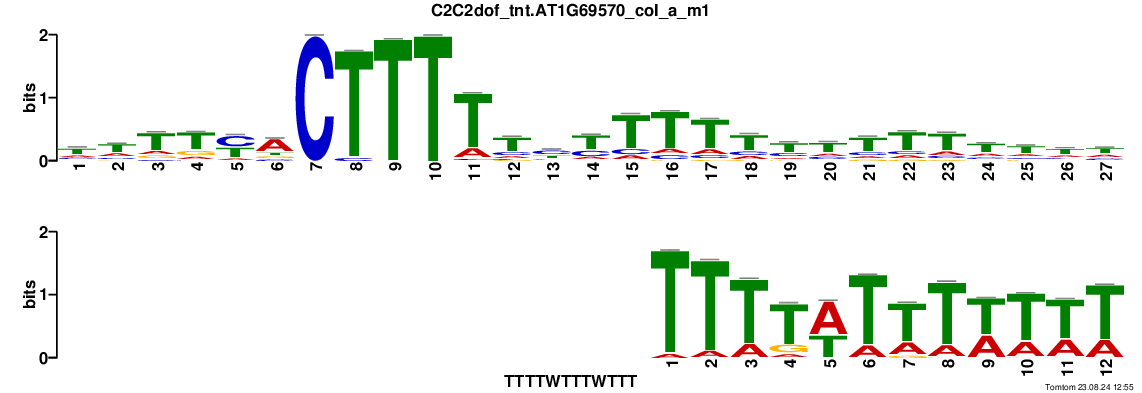 C2C2dof_tnt.AT1G69570_col_a_m1
bits
2
1
0
1 2 3 4 5 6 7 8 9 10 11 12 13 14 15 16 17 18 19 20 21 22 23 24 25 26 27
CTTTT
bits
2
1
0
TTTTATTTTTTT
1 2 3 4 5 6 7 8 9 10 11 12
TTTTWTTTWTTT
Tomtom 23.08.24 12:55